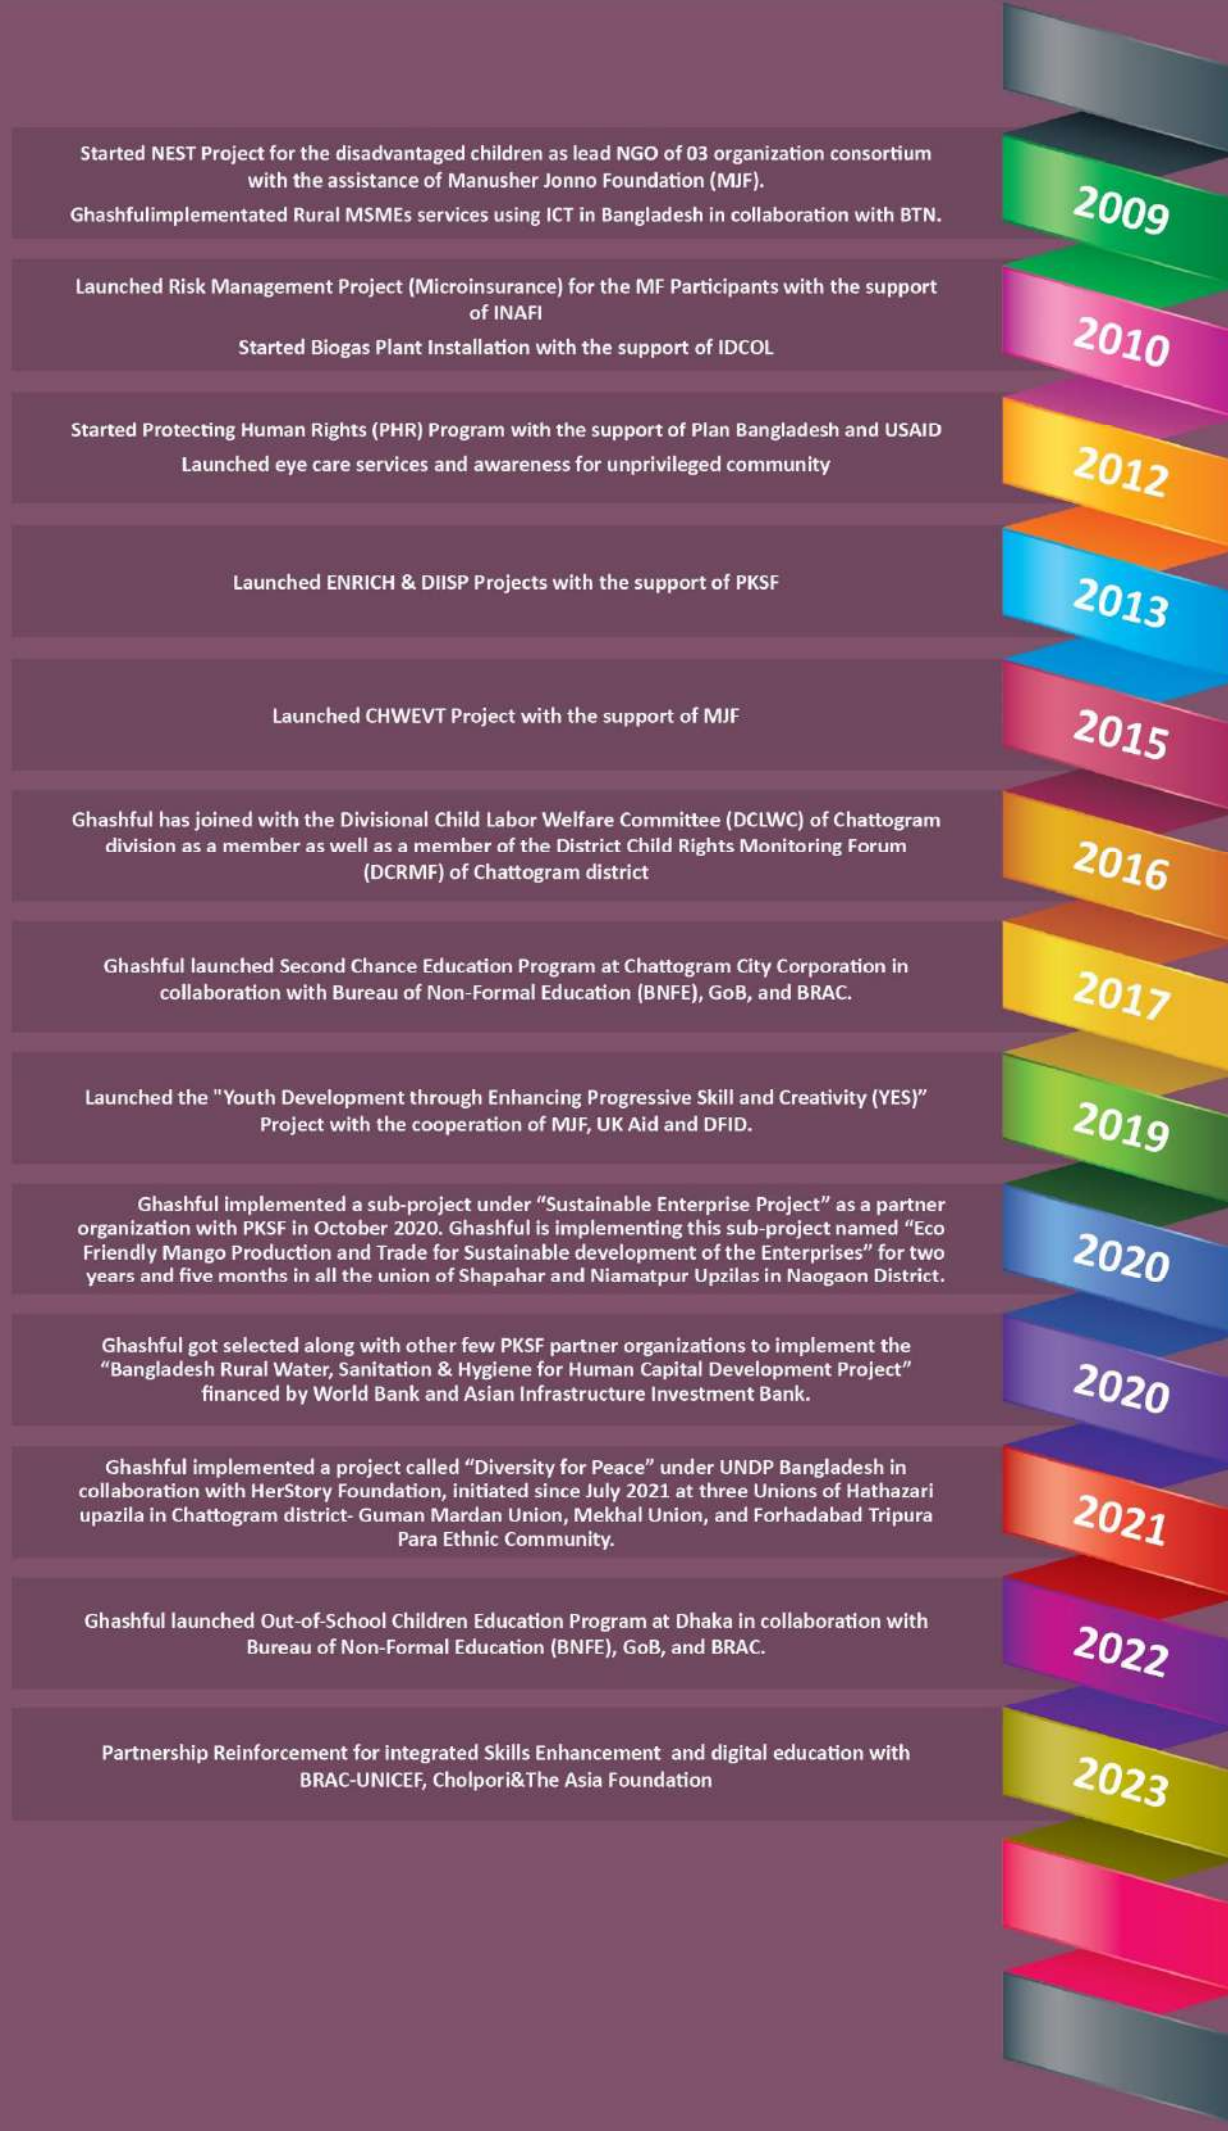 Started NEST Project for the disadvantaged children as lead NGO of 03 organization consortium
with the assistance of Manusher Jonno Foundation (MJF).
Ghashfulimplementated Rural MSMEs services using ICT in Bangladesh in collaboration with BTN.
2009
Launched Risk Management Project (Microinsurance) for the MF Participants with the support
of INAFI
Started Biogas Plant Installation with the support of IDCOL
2010
Started Protecting Human Rights (PHR) Program with the support of Plan Bangladesh and USAID
Launched eye care services and awareness for unprivileged community
2012
Launched ENRICH & DIISP Projects with the support of PKSF
2013
Launched CHWEVT Project with the support of MJF
2015
Ghashful has joined with the Divisional Child Labor Welfare Committee (DCLWC) of Chattogram
division as a member as well as a member of the District Child Rights Monitoring Forum
(DCRMF) of Chattogram district
2016
Ghashful launched Second Chance Education Program at Chattogram City Corporation in
collaboration with Bureau of Non-Formal Education (BNFE), GoB, and BRAC.
2017
Launched the "Youth Development through Enhancing Progressive Skill and Creativity (YES)”
Project with the cooperation of MJF, UK Aid and DFID.
2019
Ghashful implemented a sub-project under “Sustainable Enterprise Project” as a partner
organization with PKSF in October 2020. Ghashful is implementing this sub-project named “Eco
Friendly Mango Production and Trade for Sustainable development of the Enterprises” for two
years and five months in all the union of Shapahar and Niamatpur Upzilas in Naogaon District.
2020
Ghashful got selected along with other few PKSF partner organizations to implement the
“Bangladesh Rural Water, Sanitation & Hygiene for Human Capital Development Project”
financed by World Bank and Asian Infrastructure Investment Bank.
2020
Ghashful implemented a project called “Diversity for Peace” under UNDP Bangladesh in
collaboration with HerStory Foundation, initiated since July 2021 at three Unions of Hathazari
upazila in Chattogram district- Guman Mardan Union, Mekhal Union, and Forhadabad Tripura
Para Ethnic Community.
2021
Ghashful launched Out-of-School Children Education Program at Dhaka in collaboration with
Bureau of Non-Formal Education (BNFE), GoB, and BRAC.
2022
Partnership Reinforcement for integrated Skills Enhancement and digital education with
BRAC-UNICEF, Cholpori&The Asia Foundation
2023